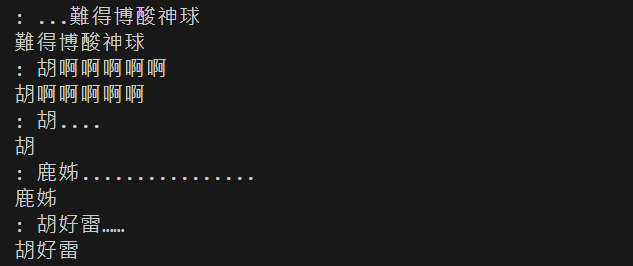 : ...難得博酸神球
難得博酸神球
: 胡啊啊啊啊啊
胡啊啊啊啊啊
: 胡....
胡
: 鹿姊................
鹿姊
: 胡好雷……
胡好雷